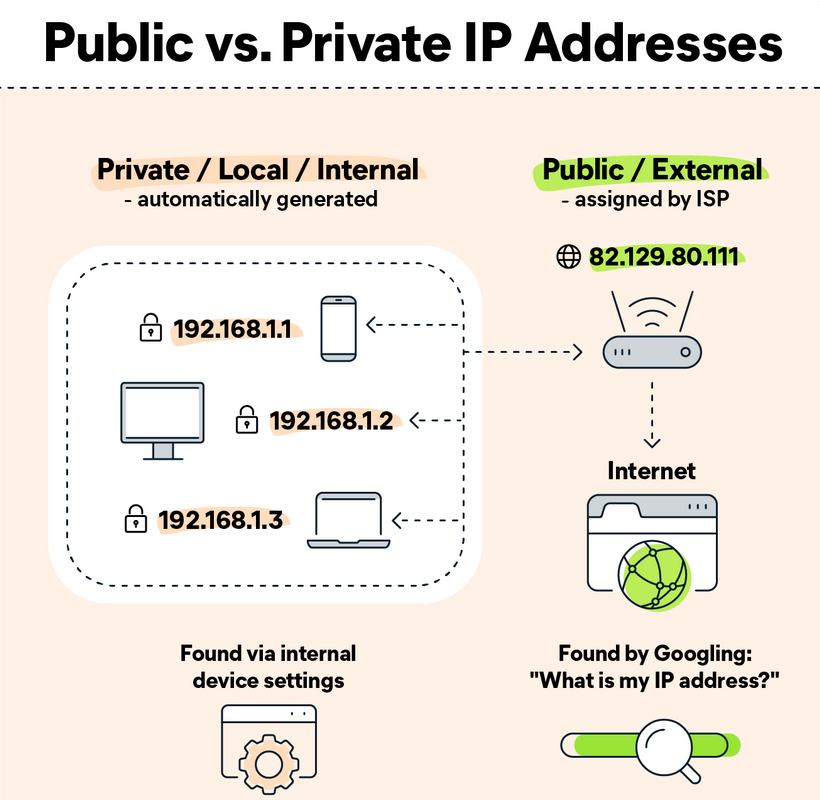 Public vs. Private IP Addresses
Private / Local / Internal
- automatically generated
192.168.1.1
192.168.1.2
192.168.1.3
Found via internal
device settings
Public / External
- assigned by ISP
82.129.80.111
Internet
Found by Googling:
"What is my IP address?"